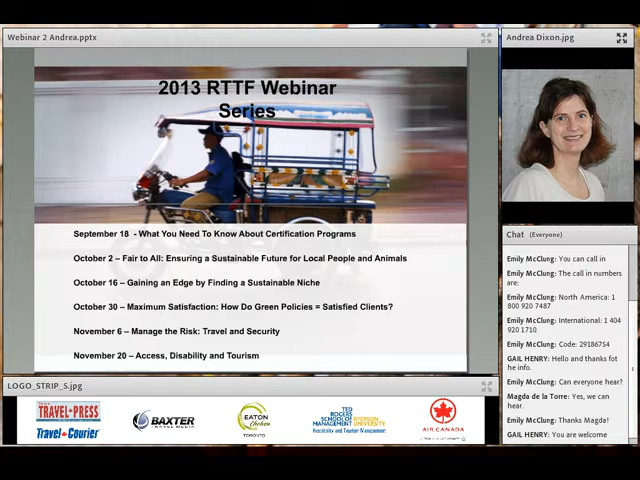 Webinar 2 Andrea.pptx
2013 RTTF Webinar
Series
September 18 - What You Need To Know About Certification Programs
October 2 – Fair to All: Ensuring a Sustainable Future for Local People and Animals
October 16 – Gaining an Edge by Finding a Sustainable Niche
October 30 – Maximum Satisfaction: How Do Green Policies = Satisfied Clients?
November 6 – Manage the Risk: Travel and Security
November 20 – Access, Disability and Tourism
Andrea Dixon.jpg
Chat (Everyone)
Emily McClung: You can call in
Emily McClung: The call in numbers
are:
Emily McClung: North America: 1
800 920 7487
Emily McClung: International: 1 404
920 1710
Emily McClung: Code: 29186754
GAIL HENRY: Hello and thanks fot
he info.
Emily McClung: Can everyone hear?
Magda de la Torre: Yes, we can
hear.
Emily McClung: Thanks Magda!
GAIL HENRY: You are welcome
LOGO_STRIP_5.jpg
TRAVEL PRESS
Travel Courier
BAXTER
TRAVEL MEDIA
EATON
Chelsea
TORONTO
TED
ROGERS
SCHOOL OF
MANAGEMENT
RYERSON
UNIVERSITY
Hospitality and Tourism Management
AIR CANADA